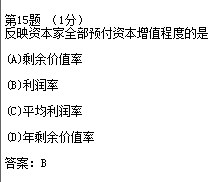 第15题 （1分）
反映资本家全部预付资本增值程度的是
(A)剩余价值率
(B)利润率
(C)平均利润率
(D)年剩余价值率
答案：B